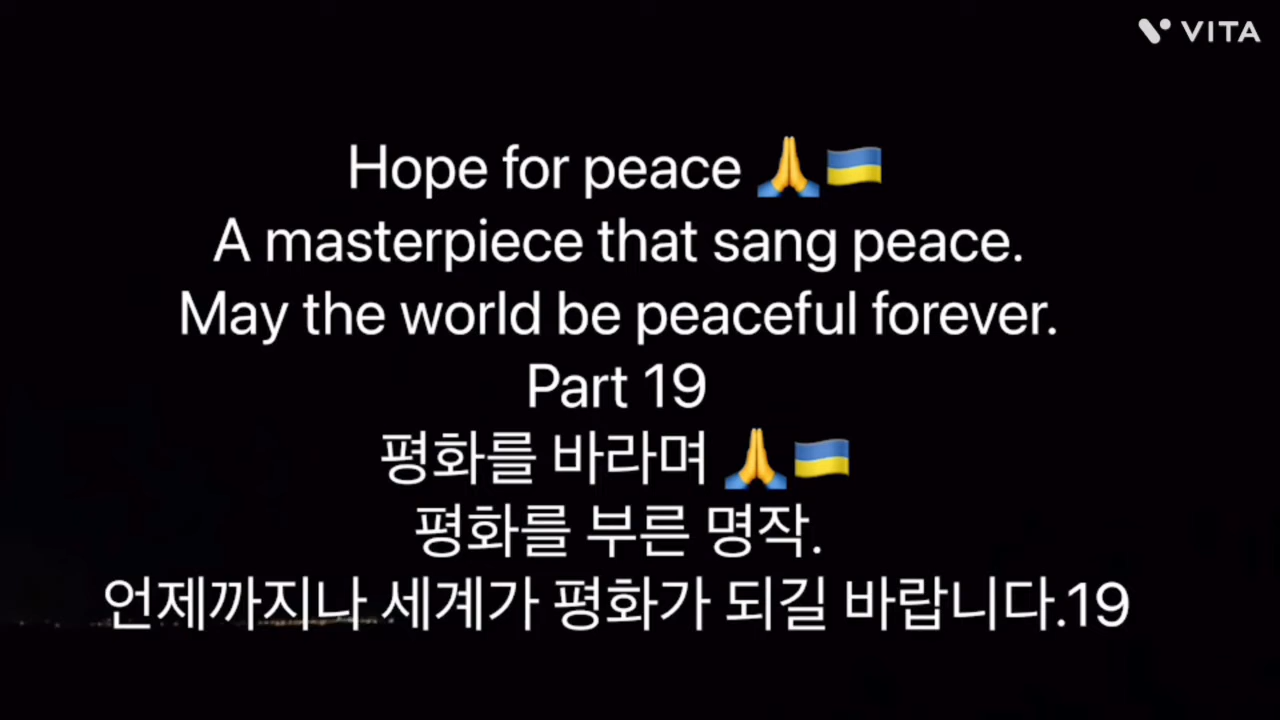 VITA
Hope for peace 🙏🇺🇦
A masterpiece that sang peace.
May the world be peaceful forever.
Part 19
평화를 바라며 🙏🇺🇦
평화를 부른 명작.
언제까지나 세계가 평화가 되길 바랍니다.19